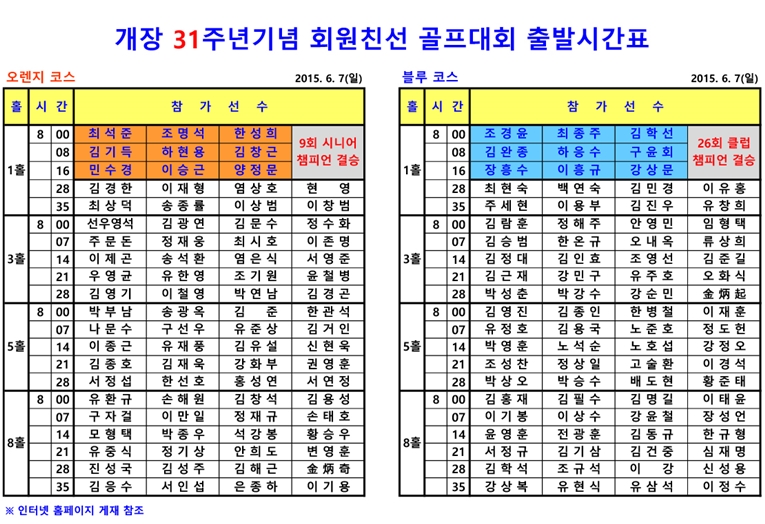 개장 31주년기념 회원친선 골프대회 출발시간표
오렌지 코스 2015. 6. 7(일)
홀 시 간 참 가 선 수
1홀 8 00 최석준 조명석 한성희 9회 시니어 챔피언 결승
08 김기득 하현용 김창근
16 민수경 이승근 양정문
28 김경한 이재형 염상호 현 영
35 최상덕 송종률 이상범 이창범
3홀 8 00 선우영석 김광연 김문수 정수화
07 주문돈 정재웅 최시호 이존명
14 이제곤 송석환 염은식 서영준
21 우영균 유한영 조기원 윤철병
28 김영기 이철영 박연남 김경곤
5홀 8 00 박부남 송광옥 김 준 한관석
07 나문수 구선우 유준상 김거인
14 이종근 유재풍 김유설 신현욱
21 김종호 김재욱 강화부 권영훈
28 서정섭 한선호 홍성연 서연정
8홀 8 00 유환규 손해원 김창석 김용성
07 구자걸 이만일 정재규 손태호
14 모형택 박종우 석강봉 황승우
21 유중식 정기상 안희도 변영훈
28 진성국 김성주 김해근 金炳奇
35 김응수 서인섭 은종하 이기용
블루 코스 2015. 6. 7(일)
홀 시 간 참 가 선 수
1홀 8 00 조경윤 최종주 김학선 26회 클럽 챔피언 결승
08 김완종 하응수 구윤회
16 장흥수 이흥규 강상문
28 최현숙 백연숙 김민경 이유홍
35 주세현 이용부 김진우 유창희
3홀 8 00 김람훈 정해주 안영민 임형택
07 김승범 한온규 오내옥 류상희
14 김정대 김인효 조영선 김준길
21 김근재 강민구 유주호 오화식
28 박성춘 박강수 강순민 金炳起
5홀 8 00 김영진 김종인 한병철 이재훈
07 유정호 김용국 노준호 정도헌
14 박영훈 노석순 노호섭 강정오
21 조성찬 정상일 고술환 이경석
28 박상오 박승수 배도현 황준태
8홀 8 00 김홍재 김필수 김명길 이태윤
07 이기봉 이상수 강윤철 장성언
14 윤영훈 전광훈 김동규 한규형
21 서정규 김기삼 김건중 심재명
28 김학석 조규석 이 강 신성용
35 강상복 유현식 유삼석 이정수
※ 인터넷 홈페이지 게재 참조